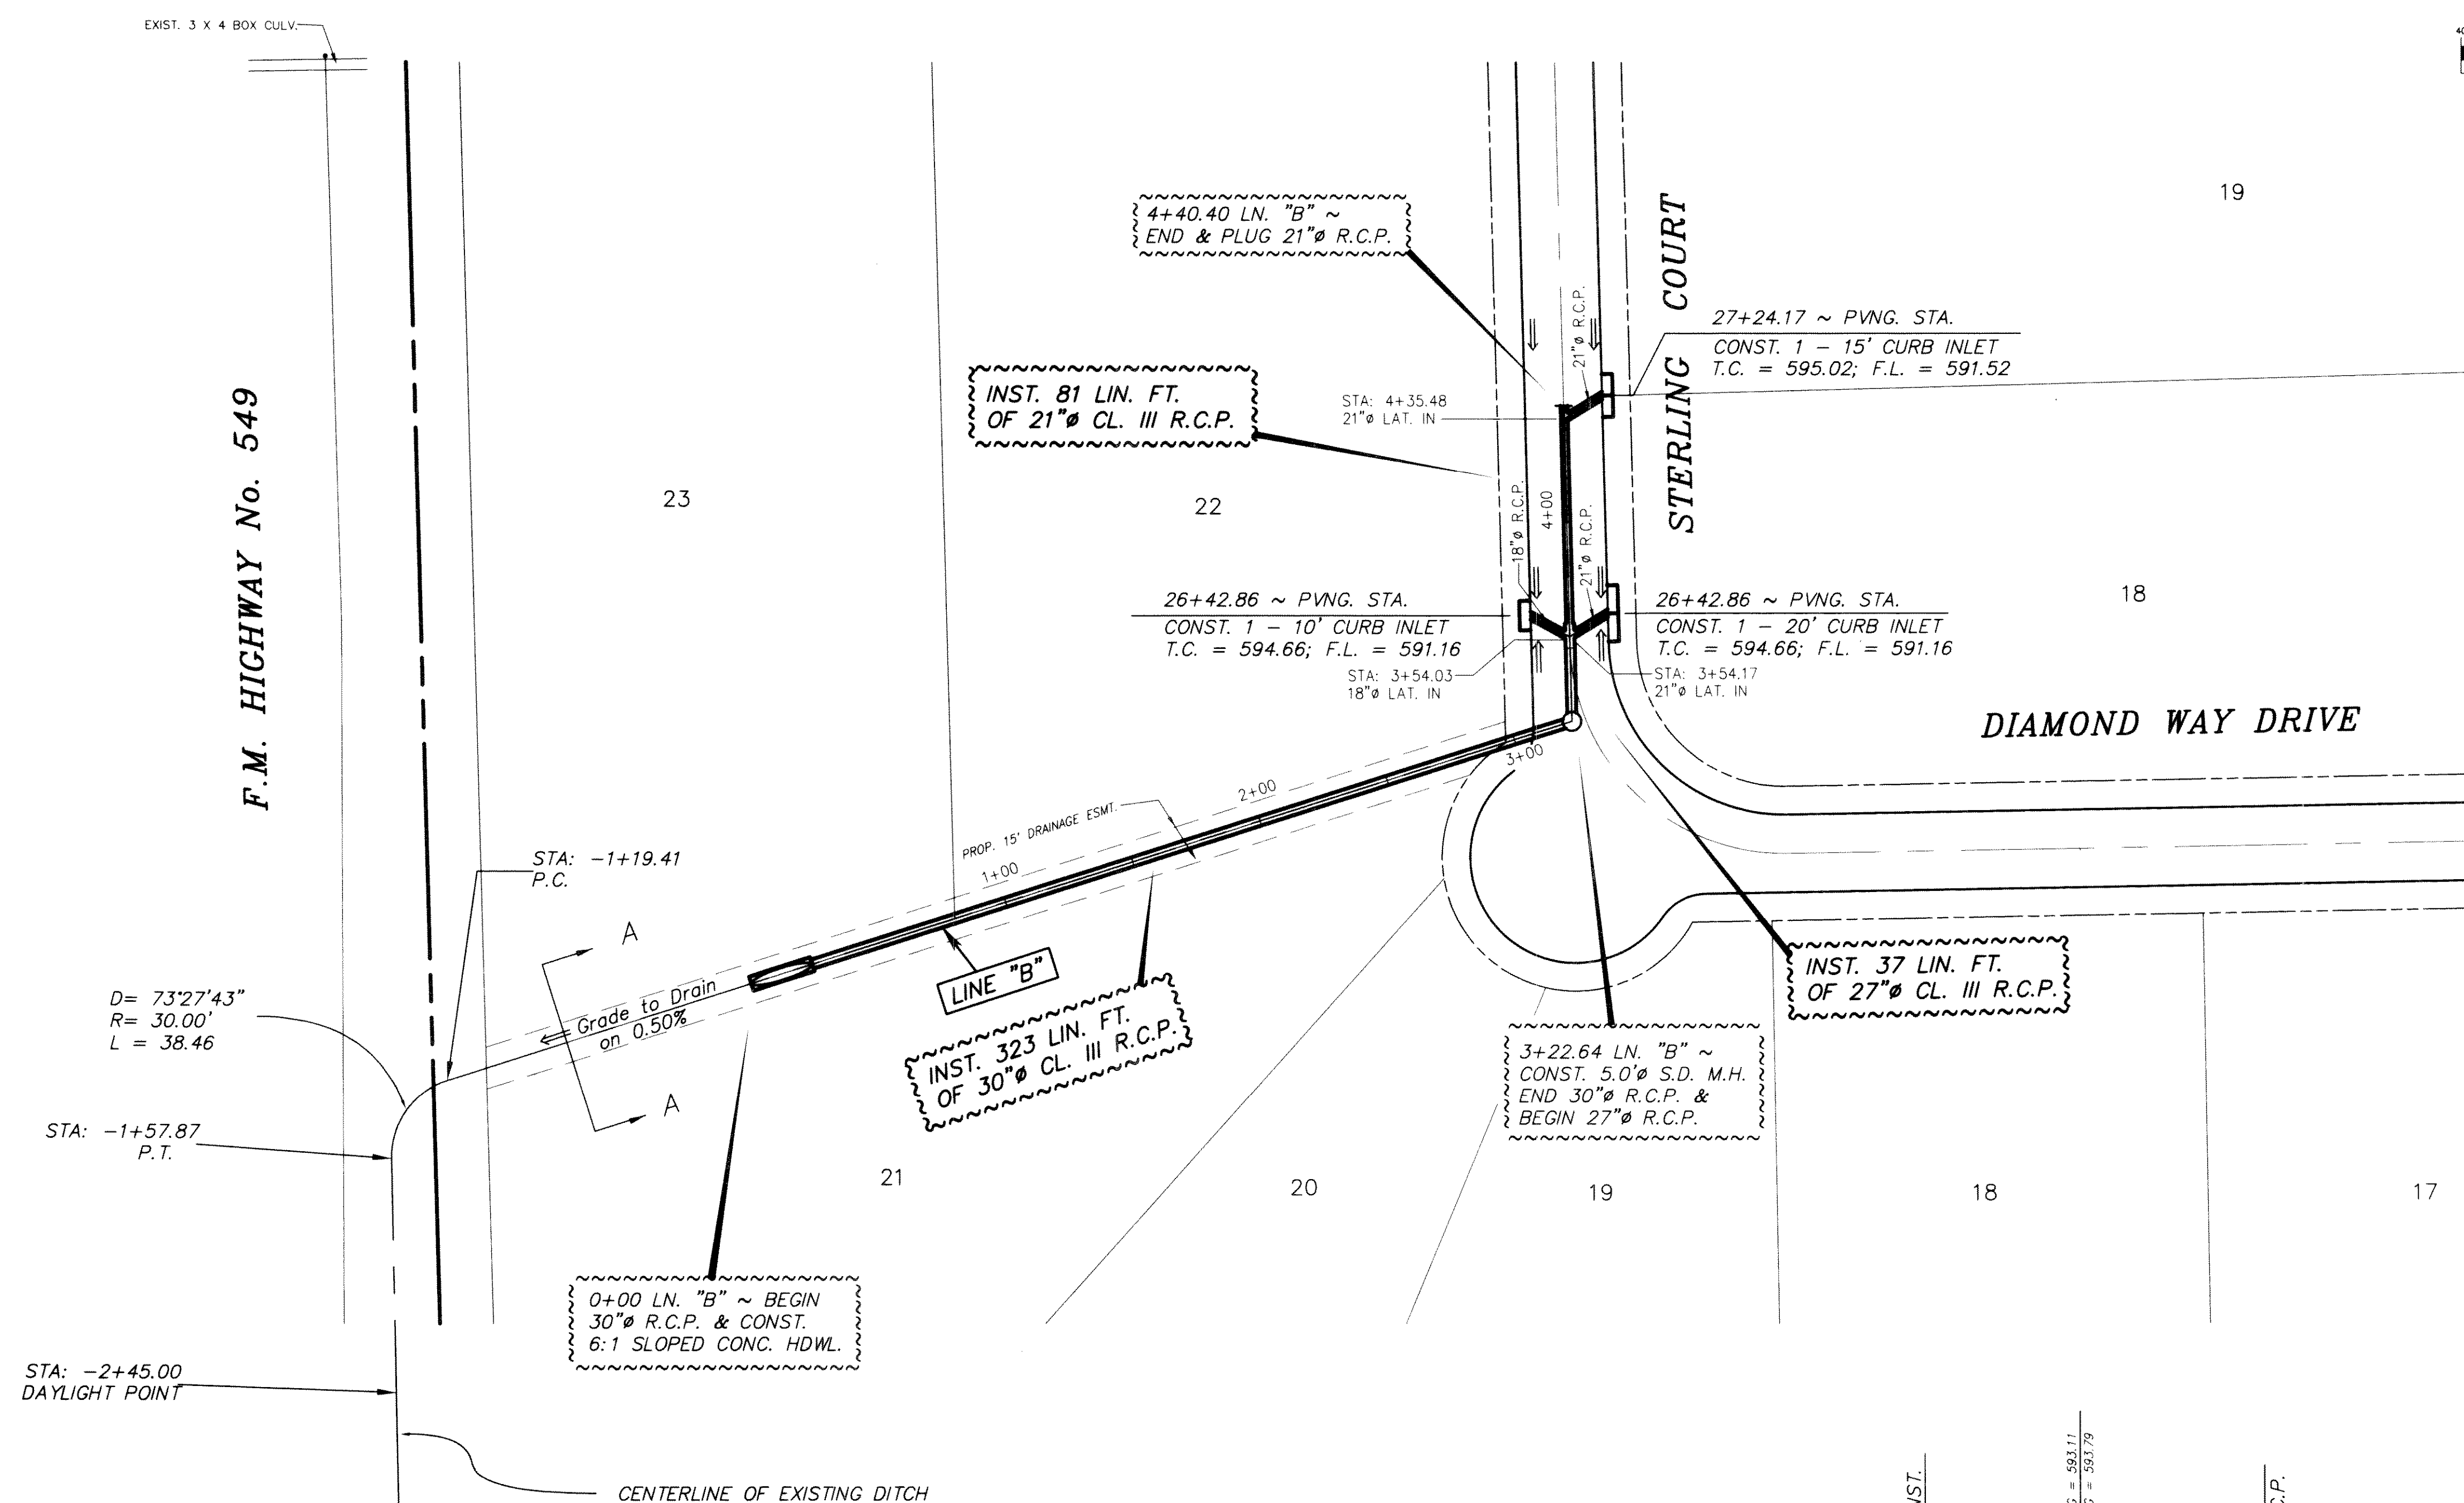 EXIST. 3 X 4 BOX CULV.
40
19
4+40.40 LN. "B" ~
END & PLUG 21"ø R.C.P.
STERLING COURT
21"ø R.C.P.
27+24.17 ~ PVNG. STA.
CONST. 1 - 15' CURB INLET
T.C. = 595.02; F.L. = 591.52
INST. 81 LIN. FT.
OF 21"ø CL. III R.C.P.
STA: 4+35.48
21"ø LAT. IN
F.M. HIGHWAY No. 549
23
22
18"ø R.C.P.
4+00
21"ø R.C.P.
18
26+42.86 ~ PVNG. STA.
CONST. 1 - 10' CURB INLET
T.C. = 594.66; F.L. = 591.16
26+42.86 ~ PVNG. STA.
CONST. 1 - 20' CURB INLET
T.C. = 594.66; F.L. = 591.16
STA: 3+54.03
18"ø LAT. IN
STA: 3+54.17
21"ø LAT. IN
DIAMOND WAY DRIVE
3+00
2+00
PROP. 15' DRAINAGE ESMT.
1+00
STA: -1+19.41
P.C.
A
LINE "B"
Grade to Drain
on 0.50%
D= 73°27'43"
R= 30.00'
L = 38.46
A
INST. 323 LIN. FT.
OF 30"ø CL. III R.C.P.
INST. 37 LIN. FT.
OF 27"ø CL. III R.C.P.
3+22.64 LN. "B" ~
CONST. 5.0'ø S.D. M.H.
END 30"ø R.C.P. &
BEGIN 27"ø R.C.P.
STA: -1+57.87
P.T.
21
20
19
18
17
0+00 LN. "B" ~ BEGIN
30"ø R.C.P. & CONST.
6:1 SLOPED CONC. HDWL.
STA: -2+45.00
DAYLIGHT POINT
CENTERLINE OF EXISTING DITCH
= 593.11
= 593.79